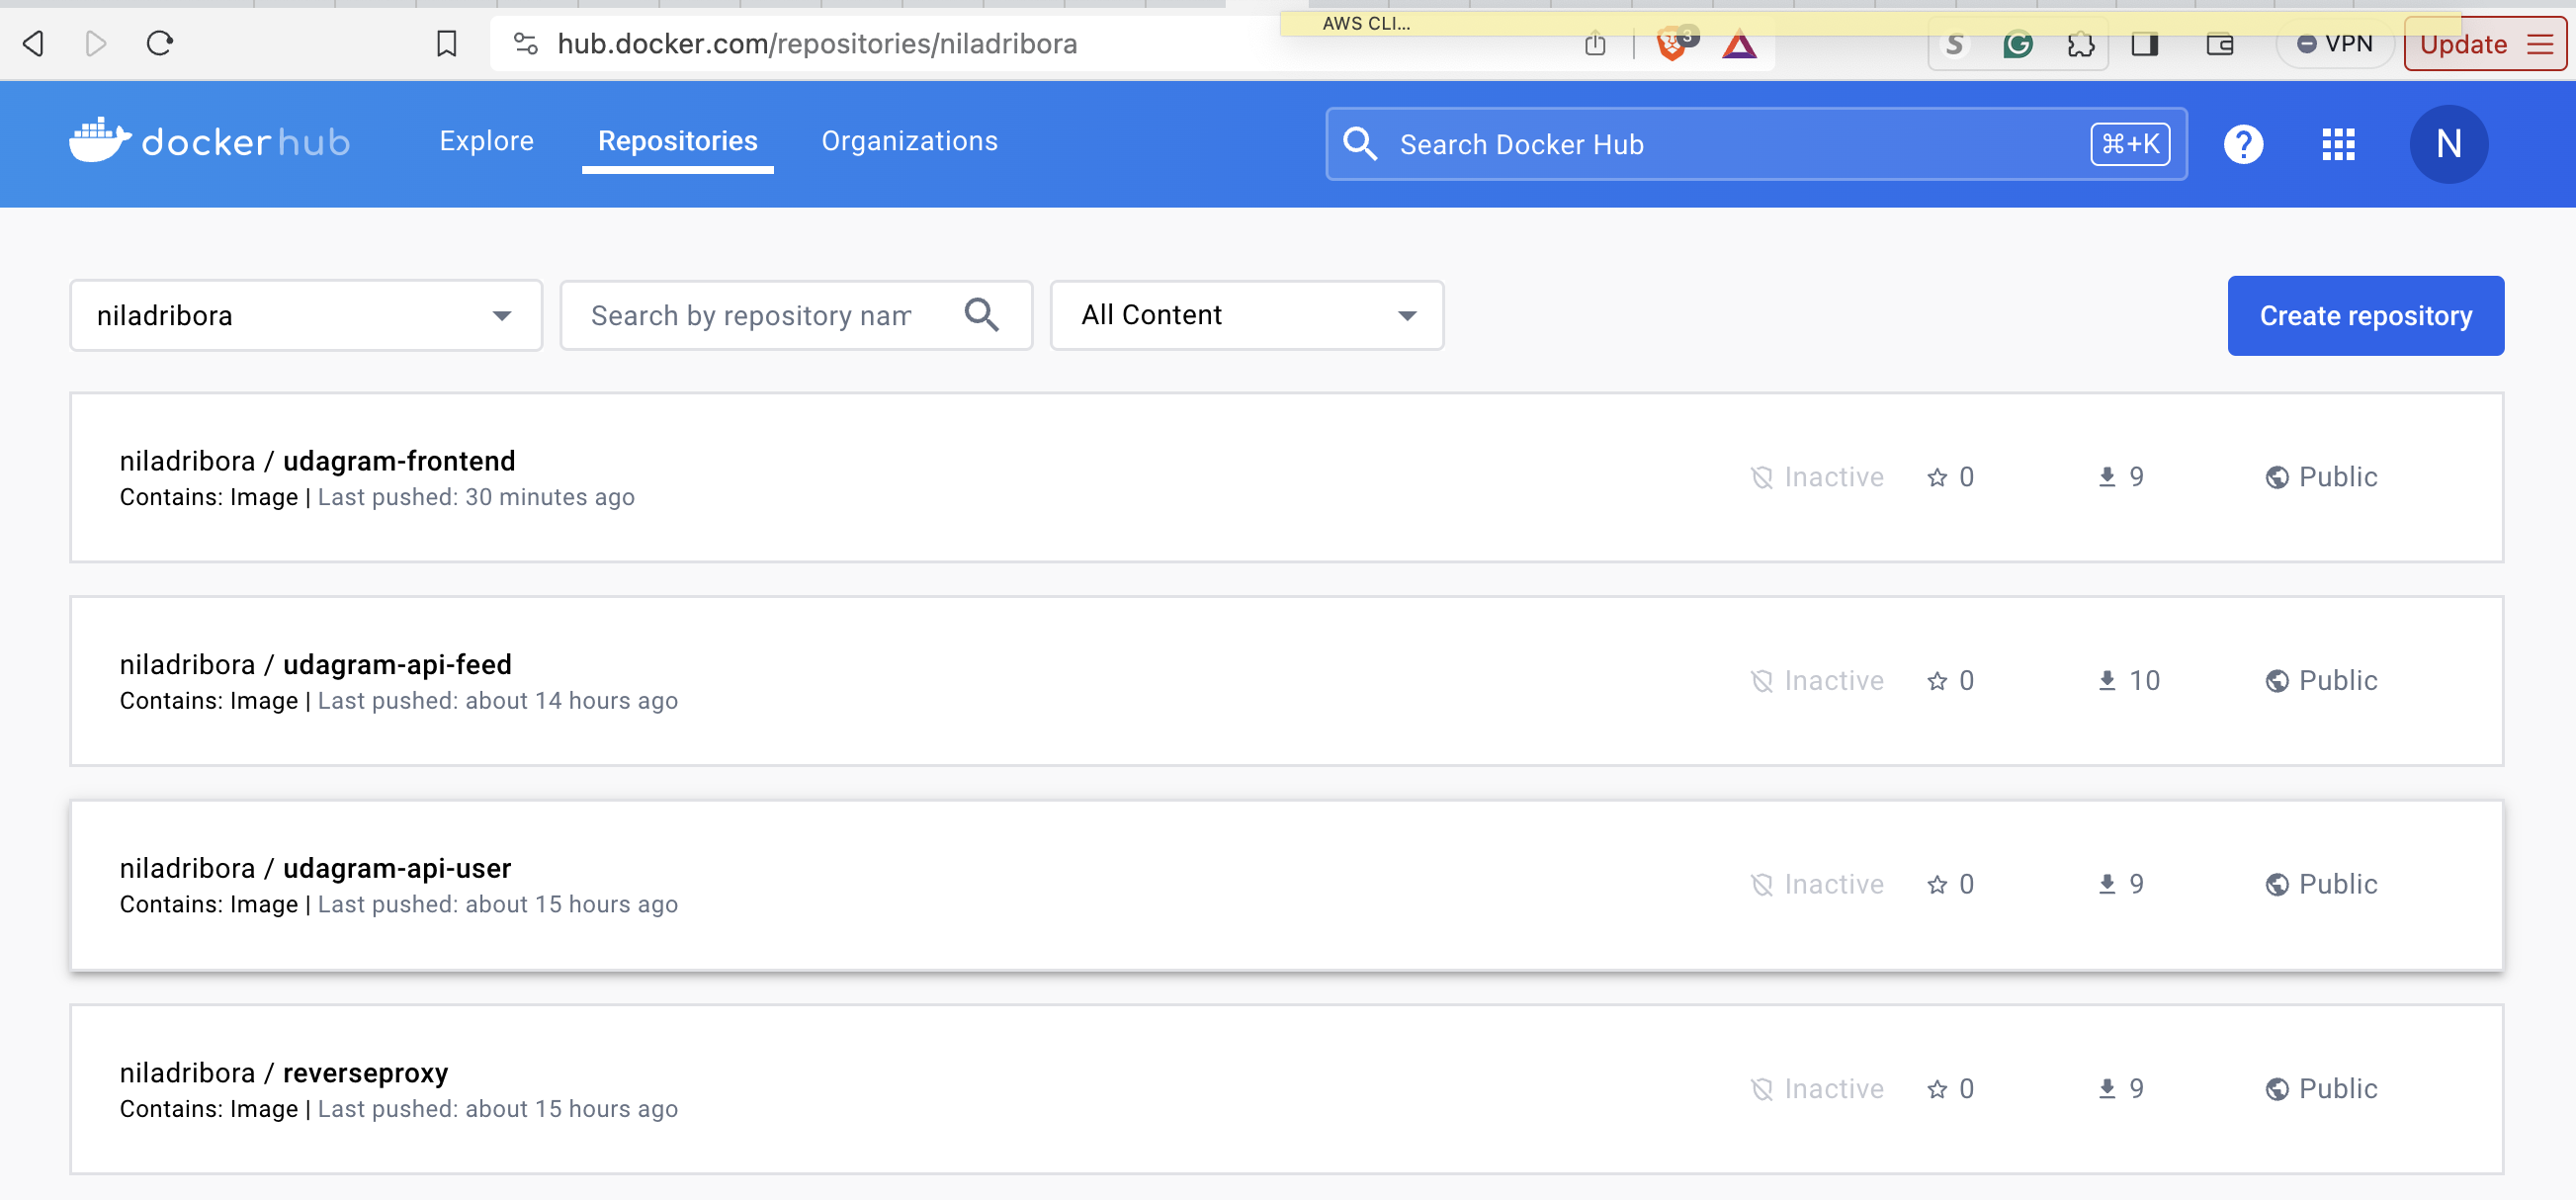 AWS CLI...
hub.docker.com/repositories/niladribora
3
S
G
VPN
Update
dockerhub
Explore
Repositories
Organizations
Search Docker Hub
⌘+K
?
N
niladribora
Search by repository nam
All Content
Create repository
niladribora / udagram-frontend
Contains: Image | Last pushed: 30 minutes ago
Inactive
0
9
Public
niladribora / udagram-api-feed
Contains: Image | Last pushed: about 14 hours ago
Inactive
0
10
Public
niladribora / udagram-api-user
Contains: Image | Last pushed: about 15 hours ago
Inactive
0
9
Public
niladribora / reverseproxy
Contains: Image | Last pushed: about 15 hours ago
Inactive
0
9
Public